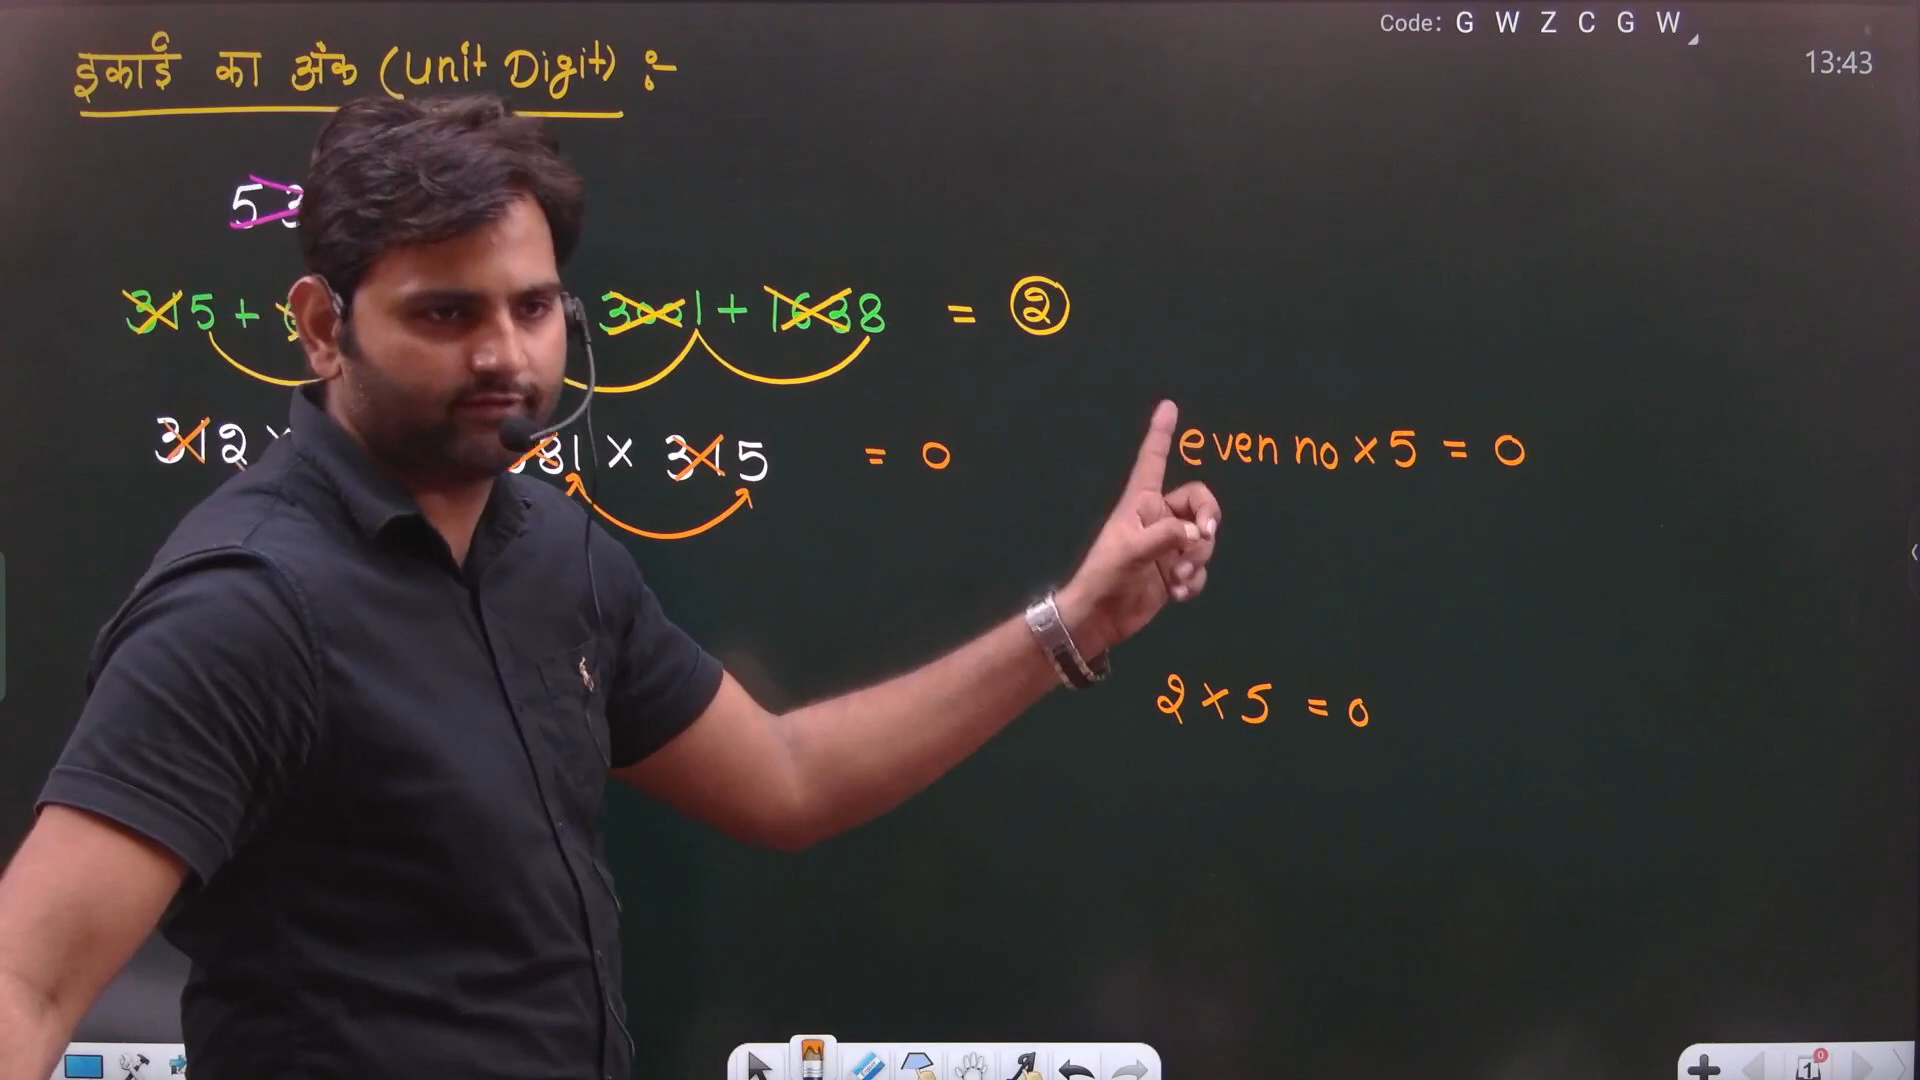 Code: G W Z C G W
13:43
इकाई का अंक (Unit Digit) :-
5 3
315 + 3001 + 1638 = 2
312 × 81 × 315 = 0
even no × 5 = 0
2 × 5 = 0